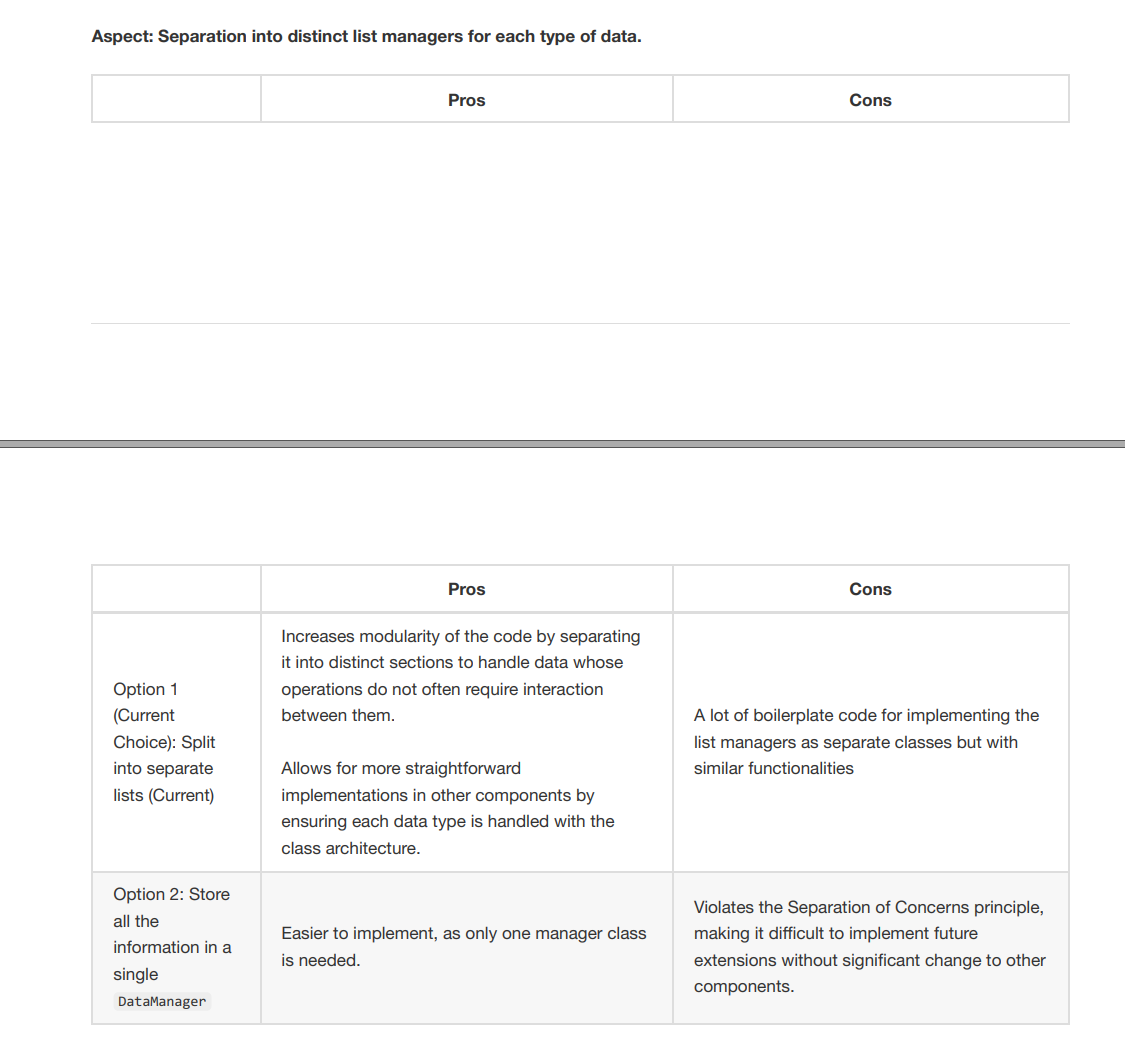 Aspect: Separation into distinct list managers for each type of data.
Pros Cons
Pros Cons
Option 1
(Current
Choice): Split
into separate
lists (Current)
Increases modularity of the code by separating
it into distinct sections to handle data whose
operations do not often require interaction
between them.
Allows for more straightforward
implementations in other components by
ensuring each data type is handled with the
class architecture.
A lot of boilerplate code for implementing the
list managers as separate classes but with
similar functionalities
Option 2: Store
all the
information in a
single
DataManager
Easier to implement, as only one manager class
is needed.
Violates the Separation of Concerns principle,
making it difficult to implement future
extensions without significant change to other
components.